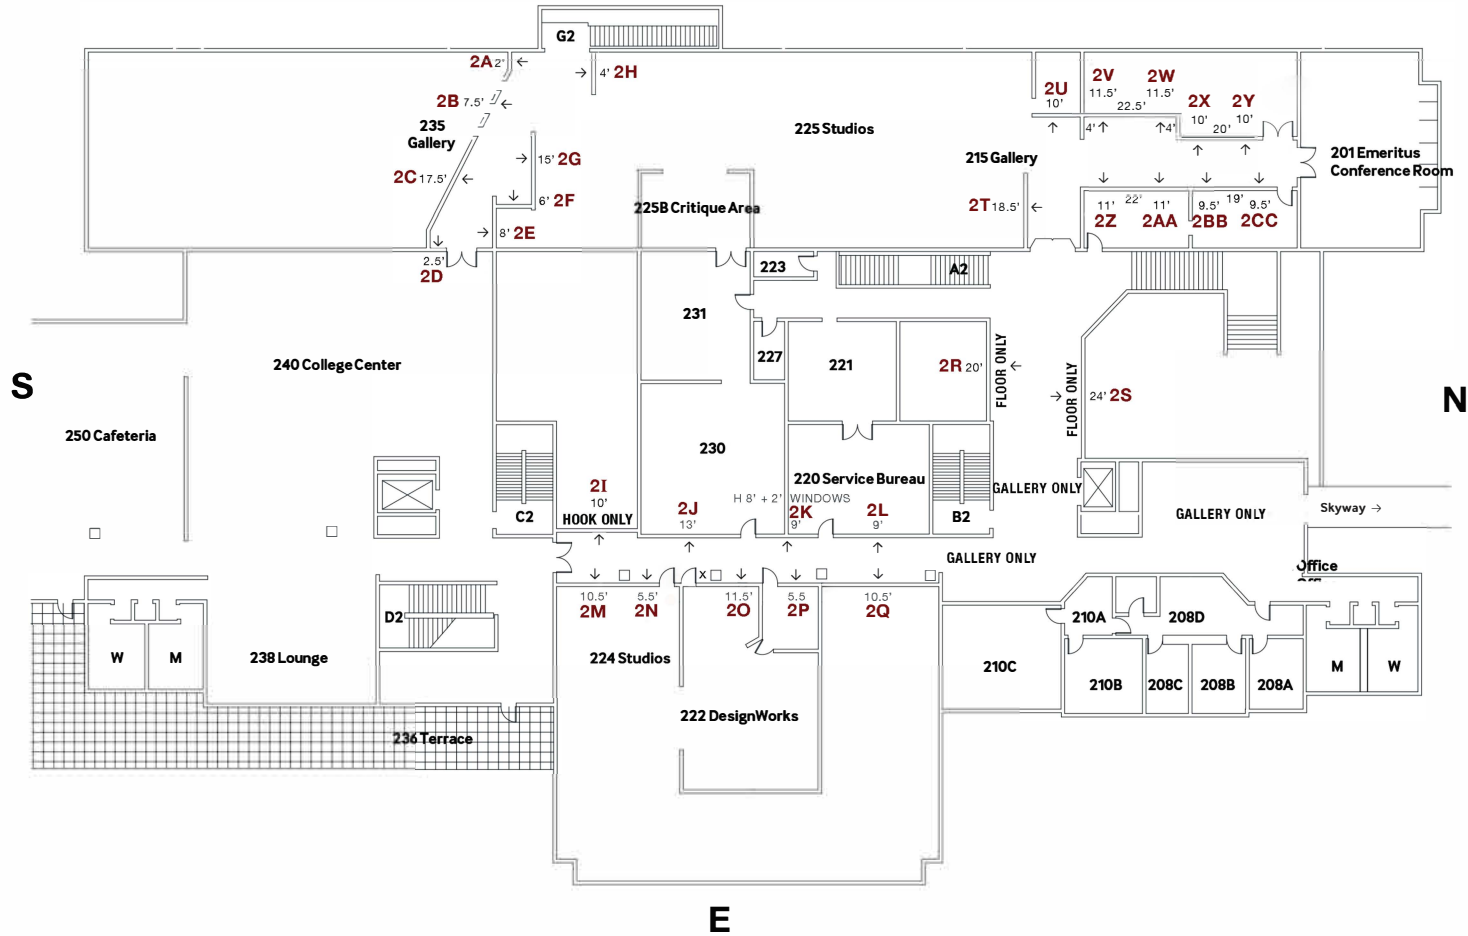 G2
2A 2'
4' 2H
2B 7.5'
235
Gallery
2C 17.5'
15' 2G
6' 2F
8' 2E
2.5'
2D
225 Studios
225B Critique Area
215 Gallery
2T 18.5'
2U
10'
2V
11.5'
2W
11.5'
22.5'
4'
4'
2X
10'
2Y
10'
20'
201 Emeritus
Conference Room
11'
22'
11'
9.5'
19'
9.5'
2Z
2AA
2BB
2CC
223
A2
231
227
221
2R 20'
FLOOR ONLY
FLOOR ONLY
24' 2S
S
N
240 College Center
250 Cafeteria
230
220 Service Bureau
H 8' + 2' WINDOWS
2I
10'
HOOK ONLY
C2
2J
13'
2K
9'
2L
9'
B2
GALLERY ONLY
GALLERY ONLY
GALLERY ONLY
Skyway →
Office
X
10.5'
2M
5.5'
2N
11.5'
2O
5.5
2P
10.5'
2Q
D2
W
M
238 Lounge
224 Studios
222 DesignWorks
236 Terrace
210A
208D
210C
210B
208C
208B
208A
M
W
E